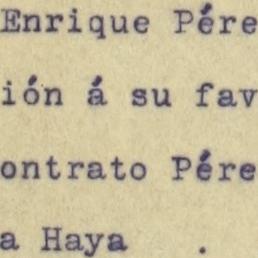 Enrique Pére
ión á su fav
ontrato Pére
a Haya .